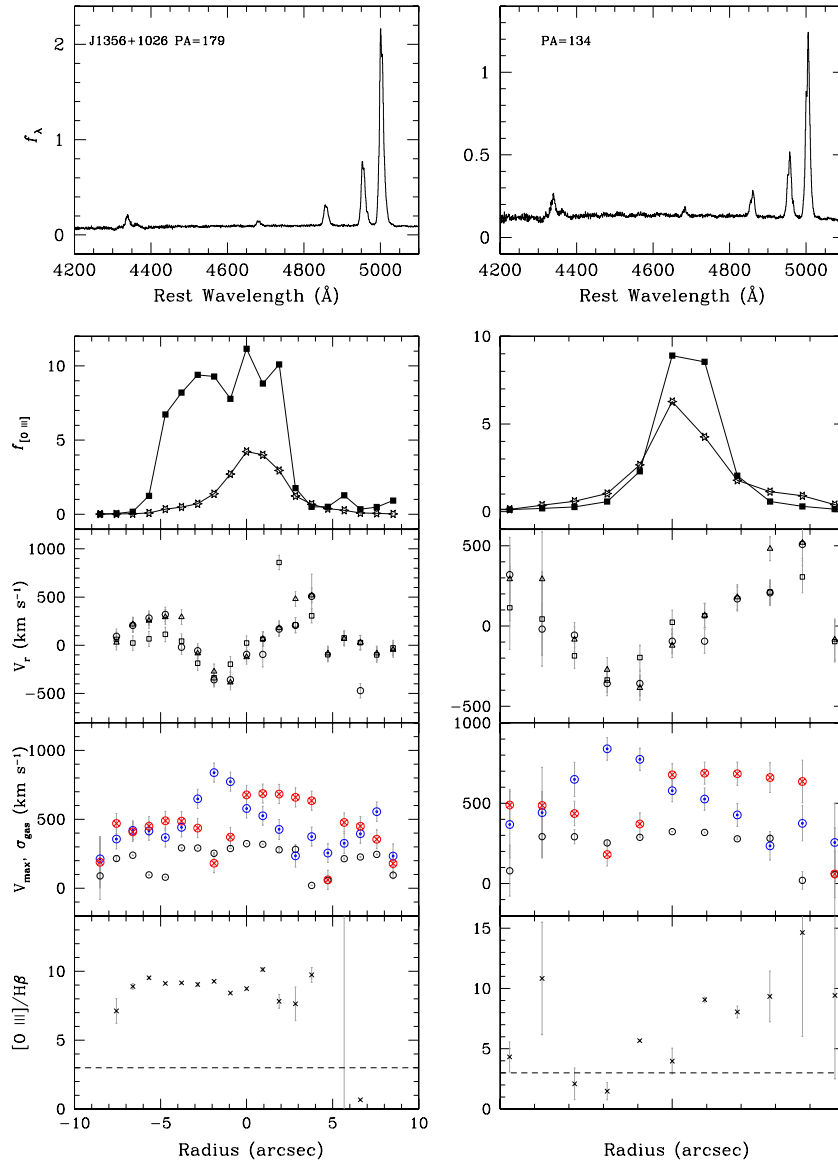 J1356+1026 PA=179
2
1
0
f_λ
4200 4400 4600 4800 5000
Rest Wavelength (Å)
PA=134
1
0.5
0
4200 4400 4600 4800 5000
Rest Wavelength (Å)
10
5
0
f_[O III]
10
5
0
1000
500
0
−500
V_r (km s⁻¹)
500
0
−500
1000
500
0
V_max, σ_gas (km s⁻¹)
1000
500
0
10
5
0
[O III]/Hβ
−10 −5 0 5 10
Radius (arcsec)
15
10
5
0
Radius (arcsec)